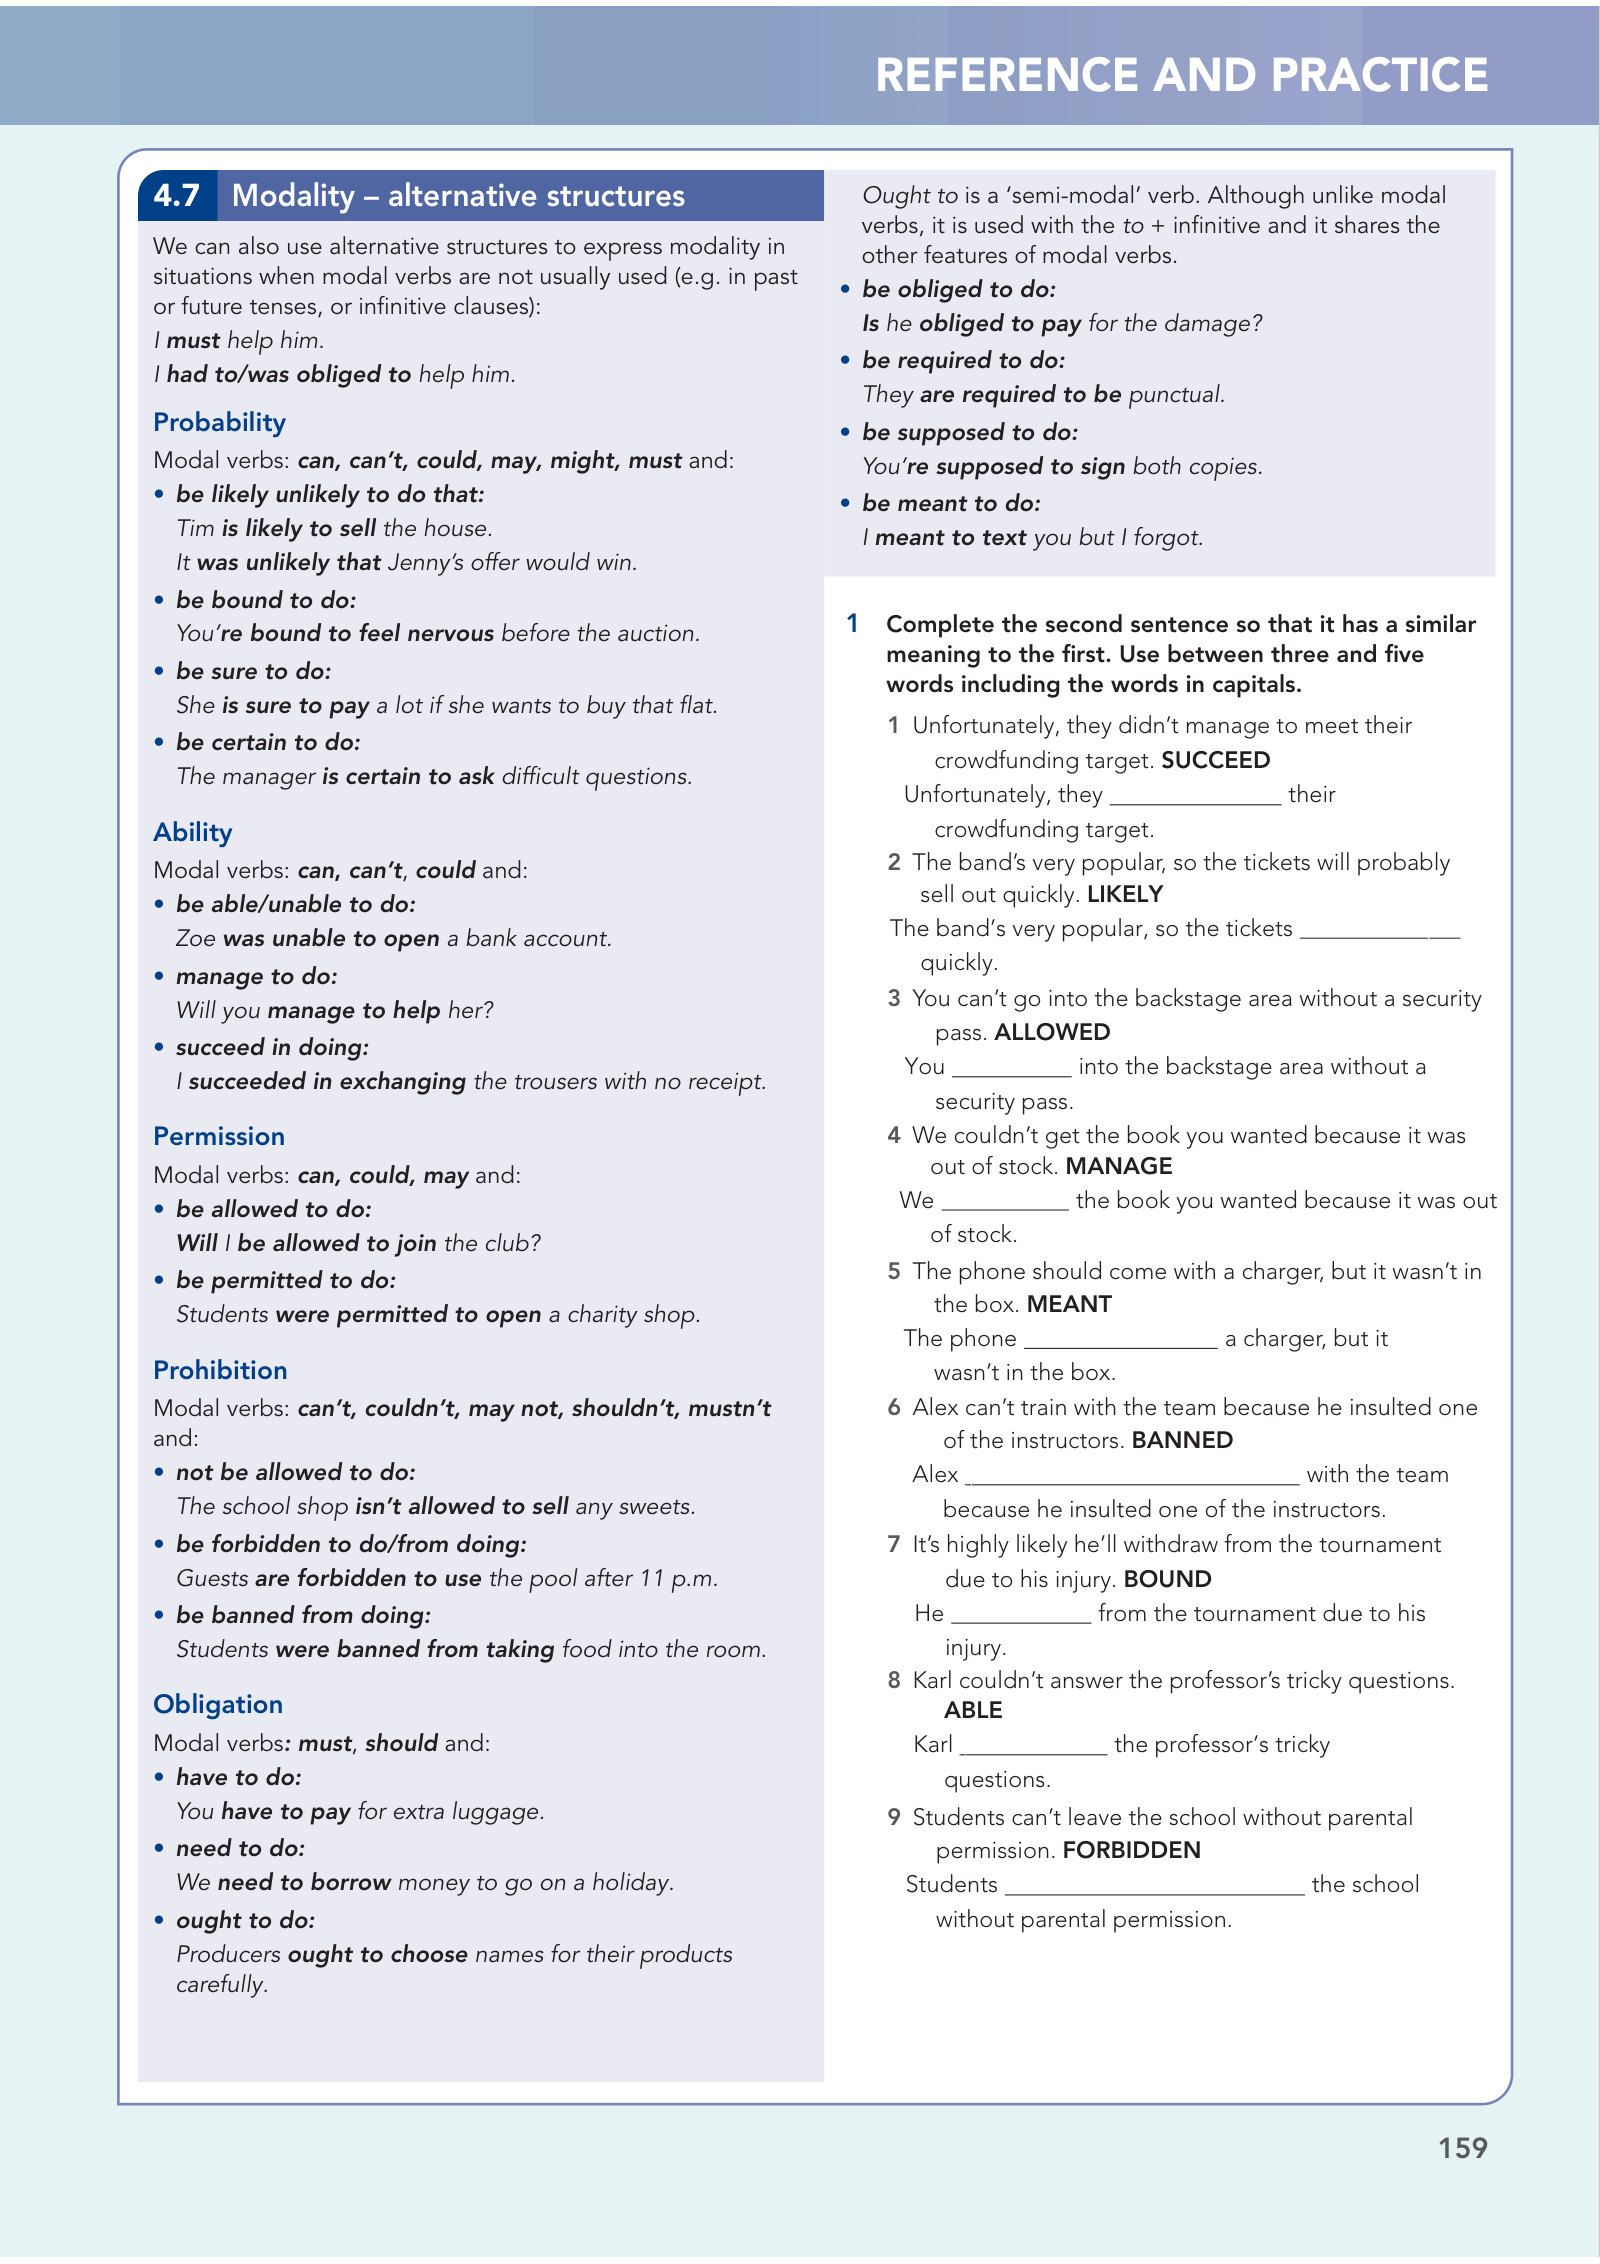 REFERENCE AND PRACTICE
4.7 Modality – alternative structures
We can also use alternative structures to express modality in
situations when modal verbs are not usually used (e.g. in past
or future tenses, or infinitive clauses):
I must help him.
I had to/was obliged to help him.
Probability
Modal verbs: can, can't, could, may, might, must and:
• be likely unlikely to do that:
Tim is likely to sell the house.
It was unlikely that Jenny's offer would win.
• be bound to do:
You're bound to feel nervous before the auction.
• be sure to do:
She is sure to pay a lot if she wants to buy that flat.
• be certain to do:
The manager is certain to ask difficult questions.
Ability
Modal verbs: can, can't, could and:
• be able/unable to do:
Zoe was unable to open a bank account.
• manage to do:
Will you manage to help her?
• succeed in doing:
I succeeded in exchanging the trousers with no receipt.
Permission
Modal verbs: can, could, may and:
• be allowed to do:
Will I be allowed to join the club?
• be permitted to do:
Students were permitted to open a charity shop.
Prohibition
Modal verbs: can't, couldn't, may not, shouldn't, mustn't
and:
• not be allowed to do:
The school shop isn't allowed to sell any sweets.
• be forbidden to do/from doing:
Guests are forbidden to use the pool after 11 p.m.
• be banned from doing:
Students were banned from taking food into the room.
Obligation
Modal verbs: must, should and:
• have to do:
You have to pay for extra luggage.
• need to do:
We need to borrow money to go on a holiday.
• ought to do:
Producers ought to choose names for their products
carefully.
Ought to is a 'semi-modal' verb. Although unlike modal
verbs, it is used with the to + infinitive and it shares the
other features of modal verbs.
• be obliged to do:
Is he obliged to pay for the damage?
• be required to do:
They are required to be punctual.
• be supposed to do:
You're supposed to sign both copies.
• be meant to do:
I meant to text you but I forgot.
1 Complete the second sentence so that it has a similar
meaning to the first. Use between three and five
words including the words in capitals.
1 Unfortunately, they didn't manage to meet their
crowdfunding target. SUCCEED
Unfortunately, they ____________ their
crowdfunding target.
2 The band's very popular, so the tickets will probably
sell out quickly. LIKELY
The band's very popular, so the tickets ____________
quickly.
3 You can't go into the backstage area without a security
pass. ALLOWED
You _________ into the backstage area without a
security pass.
4 We couldn't get the book you wanted because it was
out of stock. MANAGE
We _________ the book you wanted because it was out
of stock.
5 The phone should come with a charger, but it wasn't in
the box. MEANT
The phone ______________ a charger, but it
wasn't in the box.
6 Alex can't train with the team because he insulted one
of the instructors. BANNED
Alex ________________________ with the team
because he insulted one of the instructors.
7 It's highly likely he'll withdraw from the tournament
due to his injury. BOUND
He __________ from the tournament due to his
injury.
8 Karl couldn't answer the professor's tricky questions.
ABLE
Karl ___________ the professor's tricky
questions.
9 Students can't leave the school without parental
permission. FORBIDDEN
Students ______________________ the school
without parental permission.
159